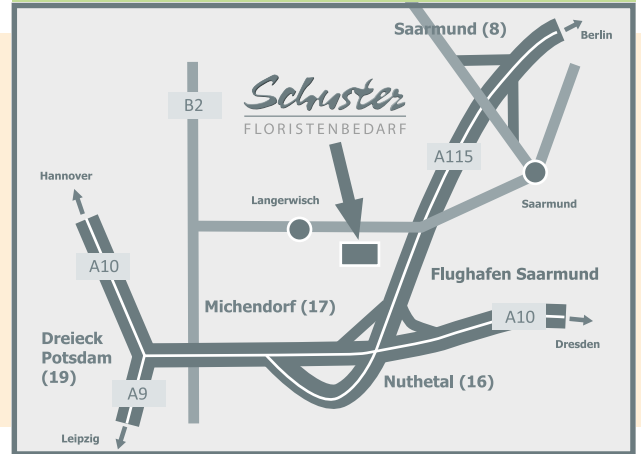 Saarmund (8)
Berlin
B2
Schuster
FLORISTENBEDARF
A115
Hannover
Langerwisch
Saarmund
A10
Flughafen Saarmund
Michendorf (17)
A10
Dreieck
Potsdam
(19)
Dresden
Nuthetal (16)
A9
Leipzig